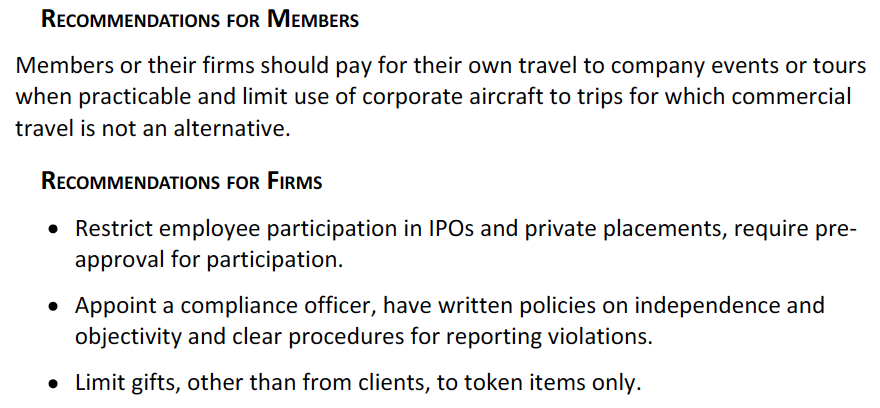 RECOMMENDATIONS FOR MEMBERS
Members or their firms should pay for their own travel to company events or tours
when practicable and limit use of corporate aircraft to trips for which commercial
travel is not an alternative.
RECOMMENDATIONS FOR FIRMS
• Restrict employee participation in IPOs and private placements, require pre-
approval for participation.
• Appoint a compliance officer, have written policies on independence and
objectivity and clear procedures for reporting violations.
• Limit gifts, other than from clients, to token items only.